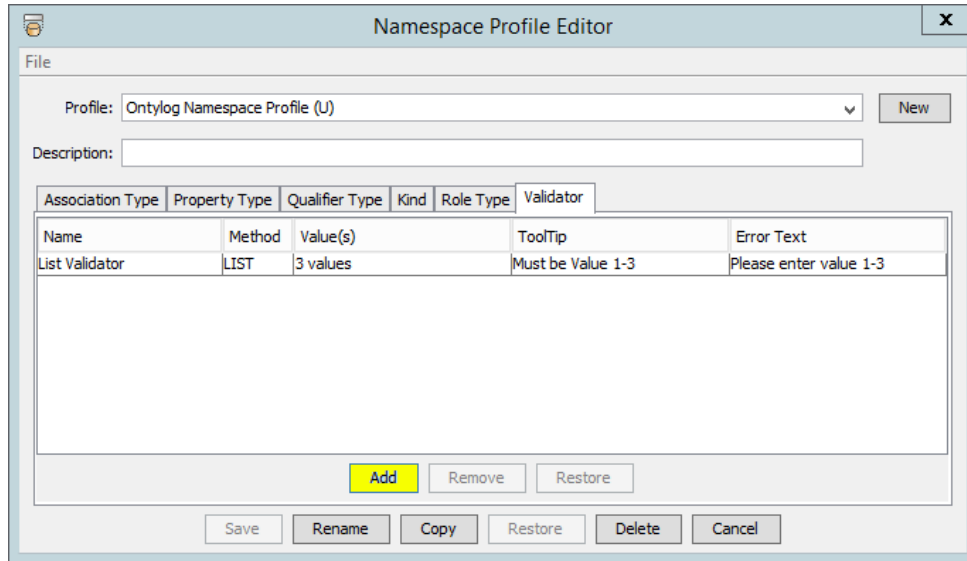 Namespace Profile Editor x
File
Profile: Ontylog Namespace Profile (U) New
Description:
Association Type Property Type Qualifier Type Kind Role Type Validator
Name Method Value(s) ToolTip Error Text
List Validator LIST 3 values Must be Value 1-3 Please enter value 1-3
Add Remove Restore
Save Rename Copy Restore Delete Cancel